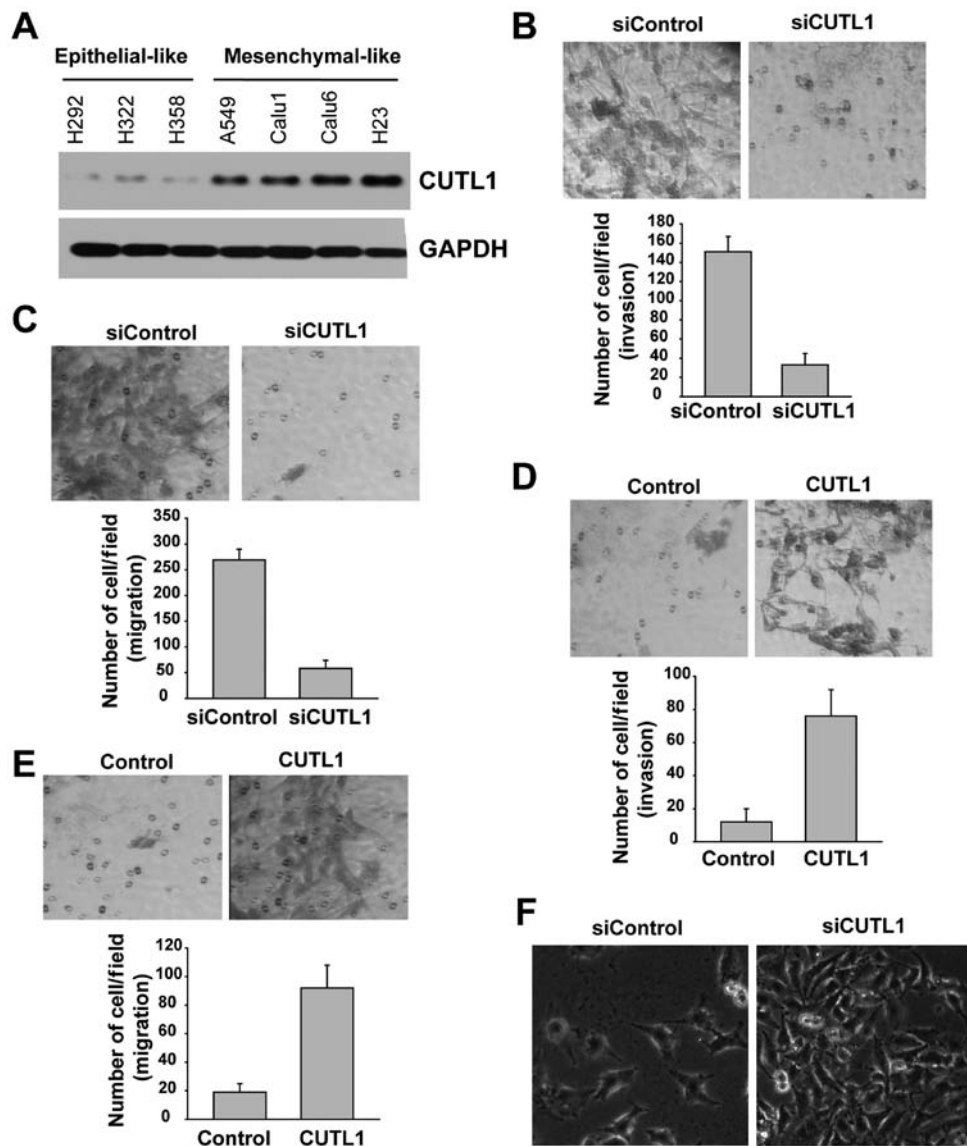 A
Epithelial-like Mesenchymal-like
H292 H322 H358 A549 Calu1 Calu6 H23
CUTL1
GAPDH
B
siControl siCUTL1
Number of cell/field
(invasion)
180
160
140
120
100
80
60
40
20
0
siControl siCUTL1
C
siControl siCUTL1
Number of cell/field
(migration)
350
300
250
200
150
100
50
0
siControl siCUTL1
D
Control CUTL1
Number of cell/field
(invasion)
100
80
60
40
20
0
Control CUTL1
E
Control CUTL1
Number of cell/field
(migration)
120
100
80
60
40
20
0
Control CUTL1
F
siControl siCUTL1